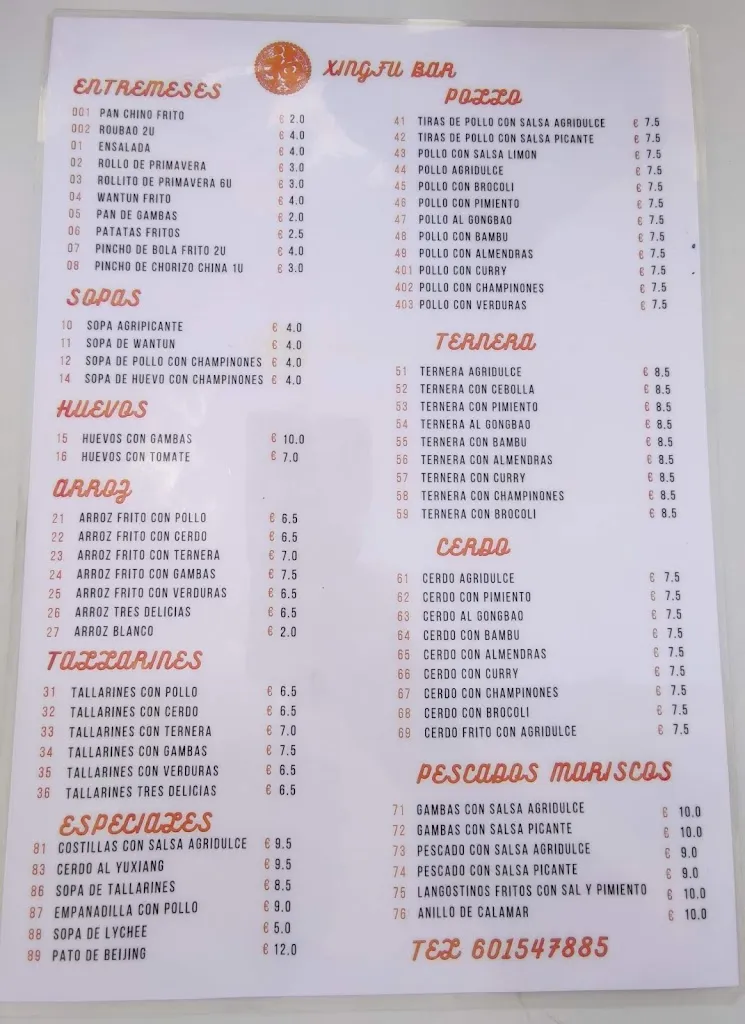 XINGFU BAR
ENTREMESES
001 PAN CHINO FRITO € 2.0
002 ROUBAO 2U € 4.0
01 ENSALADA € 4.0
02 ROLLO DE PRIMAVERA € 3.0
03 ROLLITO DE PRIMAVERA 6U € 3.0
04 WANTUN FRITO € 4.0
05 PAN DE GAMBAS € 2.0
06 PATATAS FRITOS € 2.5
07 PINCHO DE BOLA FRITO 2U € 4.0
08 PINCHO DE CHORIZO CHINA 1U € 3.0
SOPAS
10 SOPA AGRIPICANTE € 4.0
11 SOPA DE WANTUN € 4.0
12 SOPA DE POLLO CON CHAMPINONES € 4.0
14 SOPA DE HUEVO CON CHAMPINONES € 4.0
HUEVOS
15 HUEVOS CON GAMBAS € 10.0
16 HUEVOS CON TOMATE € 7.0
ARROZ
21 ARROZ FRITO CON POLLO € 6.5
22 ARROZ FRITO CON CERDO € 6.5
23 ARROZ FRITO CON TERNERA € 7.0
24 ARROZ FRITO CON GAMBAS € 7.5
25 ARROZ FRITO CON VERDURAS € 6.5
26 ARROZ TRES DELICIAS € 6.5
27 ARROZ BLANCO € 2.0
TALLARINES
31 TALLARINES CON POLLO € 6.5
32 TALLARINES CON CERDO € 6.5
33 TALLARINES CON TERNERA € 7.0
34 TALLARINES CON GAMBAS € 7.5
35 TALLARINES CON VERDURAS € 6.5
36 TALLARINES TRES DELICIAS € 6.5
ESPECIALES
81 COSTILLAS CON SALSA AGRIDULCE € 9.5
83 CERDO AL YUXIANG € 9.5
86 SOPA DE TALLARINES € 8.5
87 EMPANADILLA CON POLLO € 9.0
88 SOPA DE LYCHEE € 5.0
89 PATO DE BEIJING € 12.0
POLLO
41 TIRAS DE POLLO CON SALSA AGRIDULCE € 7.5
42 TIRAS DE POLLO CON SALSA PICANTE € 7.5
43 POLLO CON SALSA LIMON € 7.5
44 POLLO AGRIDULCE € 7.5
45 POLLO CON BROCOLI € 7.5
46 POLLO CON PIMIENTO € 7.5
47 POLLO AL GONGBAO € 7.5
48 POLLO CON BAMBU € 7.5
49 POLLO CON ALMENDRAS € 7.5
401 POLLO CON CURRY € 7.5
402 POLLO CON CHAMPINONES € 7.5
403 POLLO CON VERDURAS € 7.5
TERNERA
51 TERNERA AGRIDULCE € 8.5
52 TERNERA CON CEBOLLA € 8.5
53 TERNERA CON PIMIENTO € 8.5
54 TERNERA AL GONGBAO € 8.5
55 TERNERA CON BAMBU € 8.5
56 TERNERA CON ALMENDRAS € 8.5
57 TERNERA CON CURRY € 8.5
58 TERNERA CON CHAMPINONES € 8.5
59 TERNERA CON BROCOLI € 8.5
CERDO
61 CERDO AGRIDULCE € 7.5
62 CERDO CON PIMIENTO € 7.5
63 CERDO AL GONGBAO € 7.5
64 CERDO CON BAMBU € 7.5
65 CERDO CON ALMENDRAS € 7.5
66 CERDO CON CURRY € 7.5
67 CERDO CON CHAMPINONES € 7.5
68 CERDO CON BROCOLI € 7.5
69 CERDO FRITO CON AGRIDULCE € 7.5
PESCADOS MARISCOS
71 GAMBAS CON SALSA AGRIDULCE € 10.0
72 GAMBAS CON SALSA PICANTE € 10.0
73 PESCADO CON SALSA AGRIDULCE € 9.0
74 PESCADO CON SALSA PICANTE € 9.0
75 LANGOSTINOS FRITOS CON SAL Y PIMIENTO € 10.0
76 ANILLO DE CALAMAR € 10.0
TEL 601547885